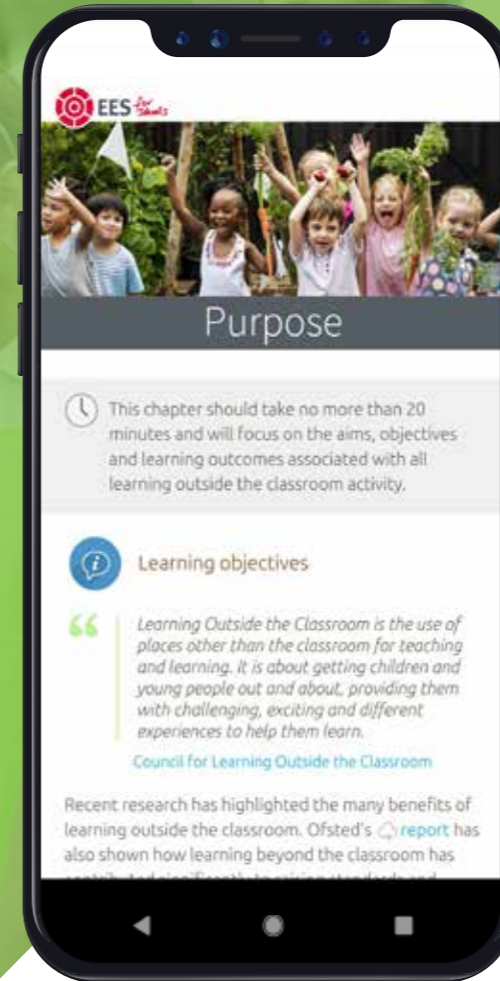 EES for Schools
Purpose
This chapter should take no more than 20
minutes and will focus on the aims, objectives
and learning outcomes associated with all
learning outside the classroom activity.
Learning objectives
Learning Outside the Classroom is the use of
places other than the classroom for teaching
and learning. It is about getting children and
young people out and about, providing them
with challenging, exciting and different
experiences to help them learn.
Council for Learning Outside the Classroom
Recent research has highlighted the many benefits of
learning outside the classroom. Ofsted's report has
also shown how learning beyond the classroom has